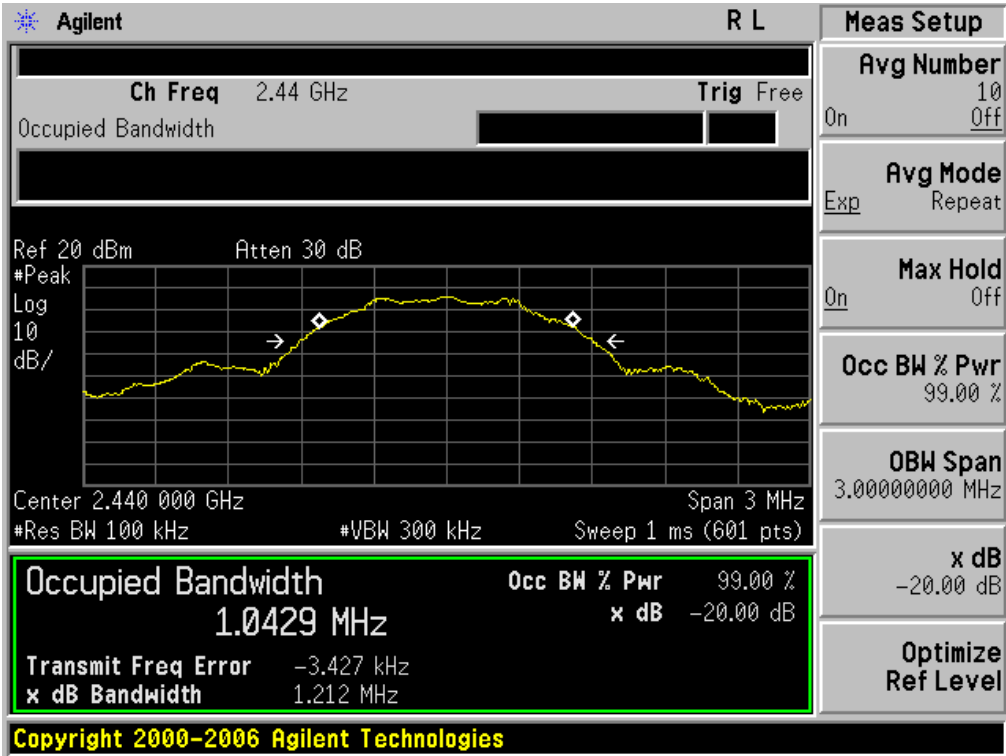 Agilent R L
Ch Freq 2.44 GHz Trig Free
Occupied Bandwidth
Ref 20 dBm Atten 30 dB
#Peak
Log
10
dB/
Center 2.440 000 GHz Span 3 MHz
#Res BW 100 kHz #VBW 300 kHz Sweep 1 ms (601 pts)
Occupied Bandwidth Occ BW % Pwr 99.00 %
1.0429 MHz x dB -20.00 dB
Transmit Freq Error -3.427 kHz
x dB Bandwidth 1.212 MHz
Copyright 2000-2006 Agilent Technologies
Meas Setup
Avg Number
10
On Off
Avg Mode
Exp Repeat
Max Hold
On Off
Occ BW % Pwr
99.00 %
OBW Span
3.00000000 MHz
x dB
-20.00 dB
Optimize
Ref Level